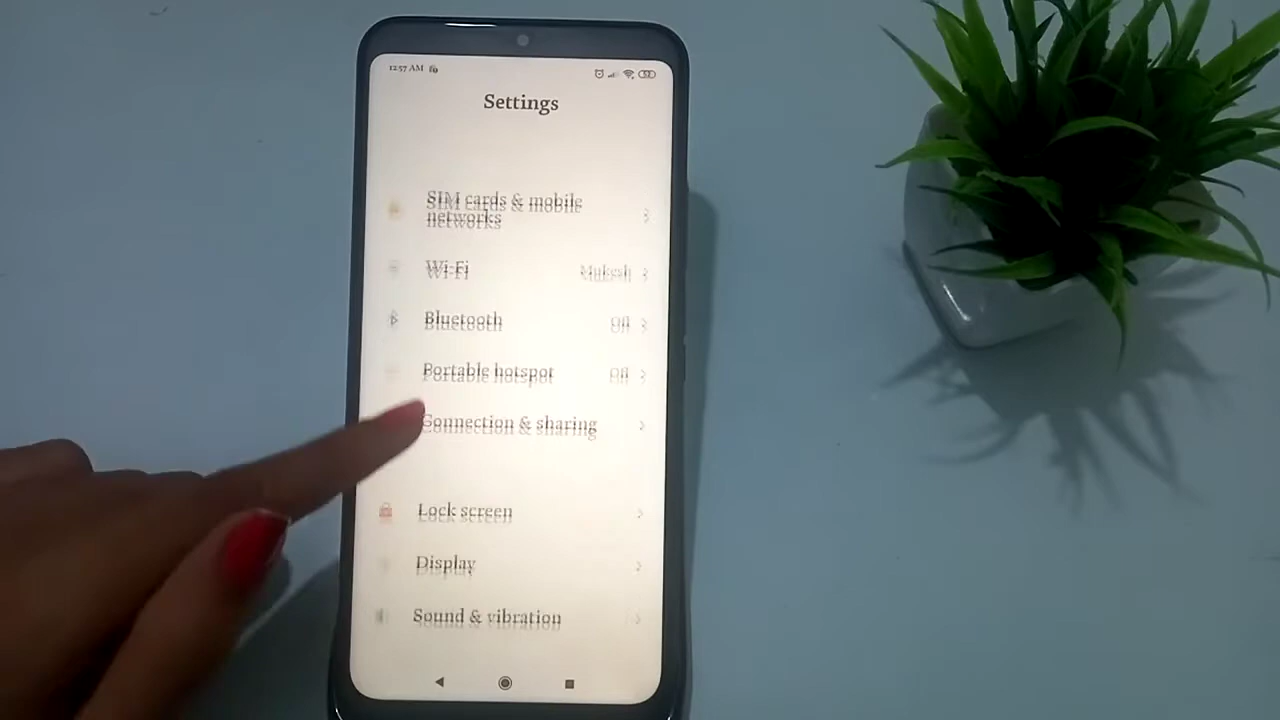 12:57 AM
Settings
SIM cards & mobile
networks
Wi-Fi Mukesh
Bluetooth Off
Portable hotspot Off
Connection & sharing
Lock screen
Display
Sound & vibration